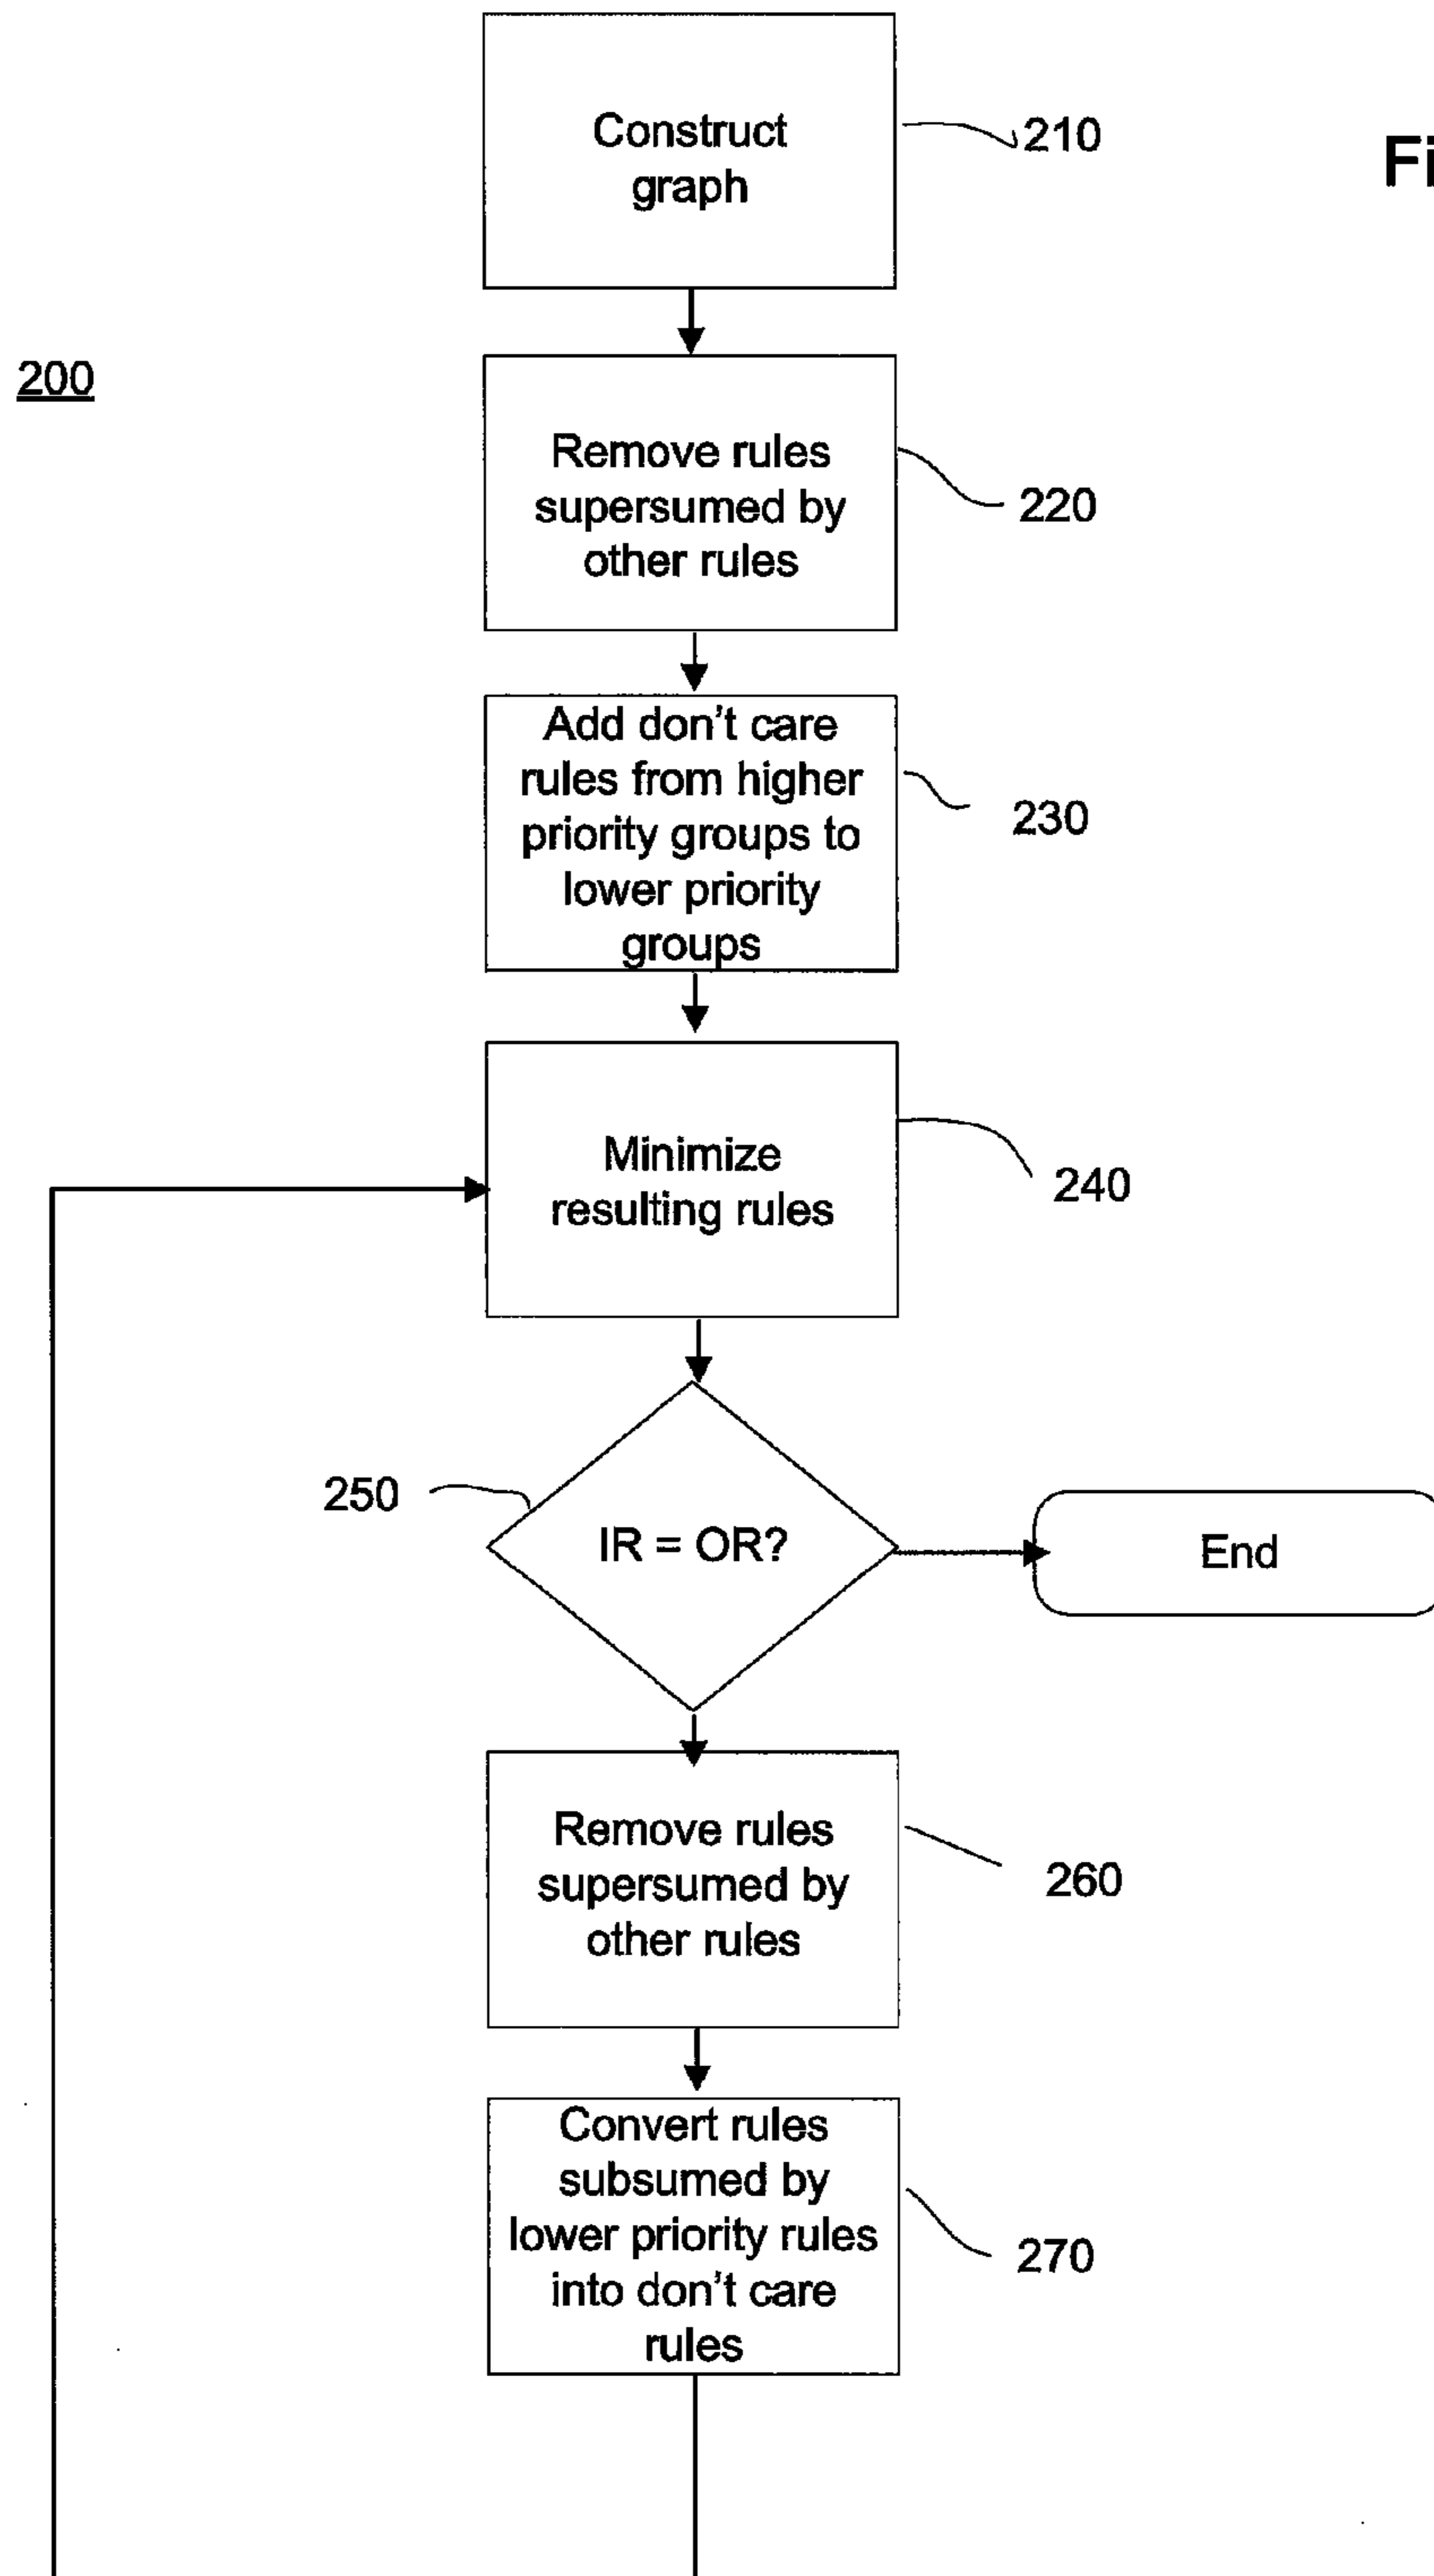 Construct
graph
210
Fi
200
Remove rules
supersumed by
other rules
220
Add don't care
rules from higher
priority groups to
lower priority
groups
230
Minimize
resulting rules
240
250
IR = OR?
End
Remove rules
supersumed by
other rules
260
Convert rules
subsumed by
lower priority rules
into don't care
rules
270